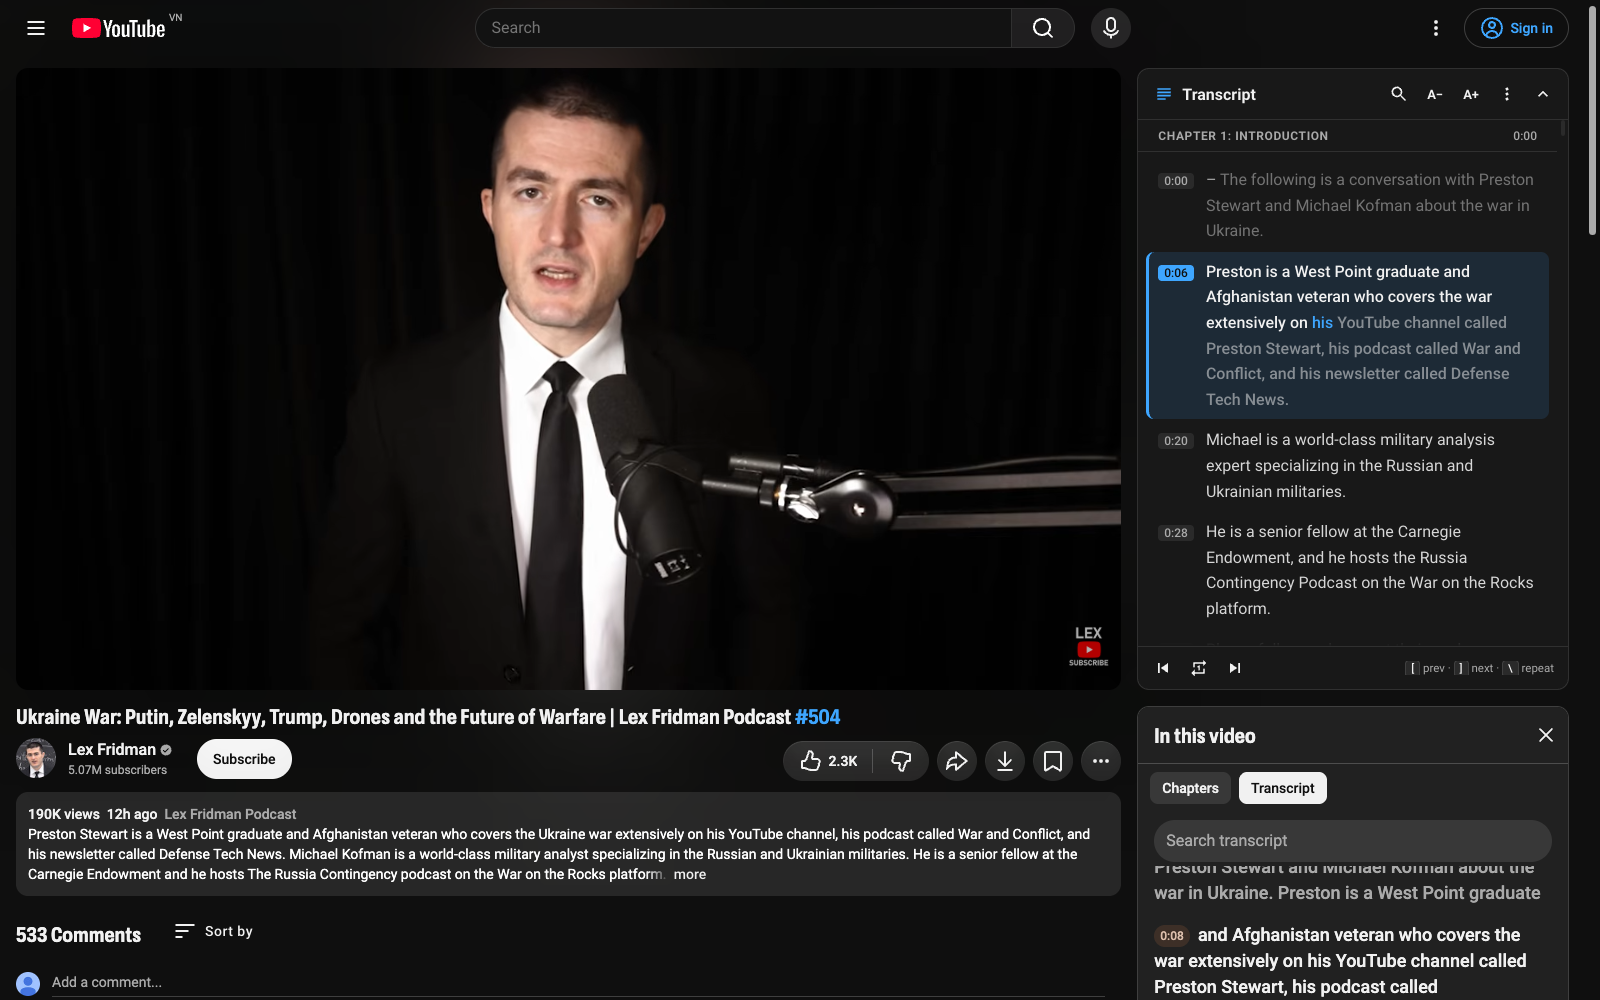 YouTube VN
Search
Sign in
LEX
SUBSCRIBE
Transcript
A-
A+
CHAPTER 1: INTRODUCTION 0:00
0:00 – The following is a conversation with Preston
Stewart and Michael Kofman about the war in
Ukraine.
0:06 Preston is a West Point graduate and
Afghanistan veteran who covers the war
extensively on his YouTube channel called
Preston Stewart, his podcast called War and
Conflict, and his newsletter called Defense
Tech News.
0:20 Michael is a world-class military analysis
expert specializing in the Russian and
Ukrainian militaries.
0:28 He is a senior fellow at the Carnegie
Endowment, and he hosts the Russia
Contingency Podcast on the War on the Rocks
platform.
[ prev · ] next · \ repeat
Ukraine War: Putin, Zelenskyy, Trump, Drones and the Future of Warfare | Lex Fridman Podcast #504
Lex Fridman
5.07M subscribers
Subscribe
2.3K
190K views 12h ago Lex Fridman Podcast
Preston Stewart is a West Point graduate and Afghanistan veteran who covers the Ukraine war extensively on his YouTube channel, his podcast called War and Conflict, and
his newsletter called Defense Tech News. Michael Kofman is a world-class military analyst specializing in the Russian and Ukrainian militaries. He is a senior fellow at the
Carnegie Endowment and he hosts The Russia Contingency podcast on the War on the Rocks platform. more
533 Comments
Sort by
Add a comment...
In this video
Chapters
Transcript
Search transcript
Preston Stewart and Michael Kofman about the
war in Ukraine. Preston is a West Point graduate
0:08 and Afghanistan veteran who covers the
war extensively on his YouTube channel called
Preston Stewart, his podcast called